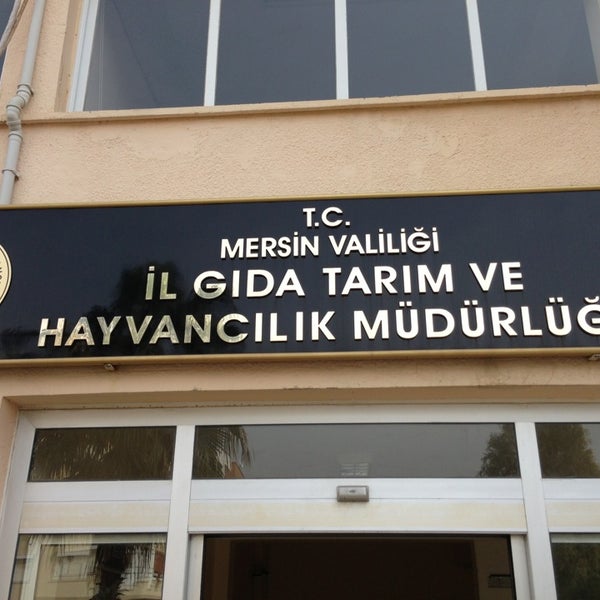 T.C.
MERSİN VALİLİĞİ
İL GIDA TARIM VE
HAYVANCILIK MÜDÜRLÜĞ